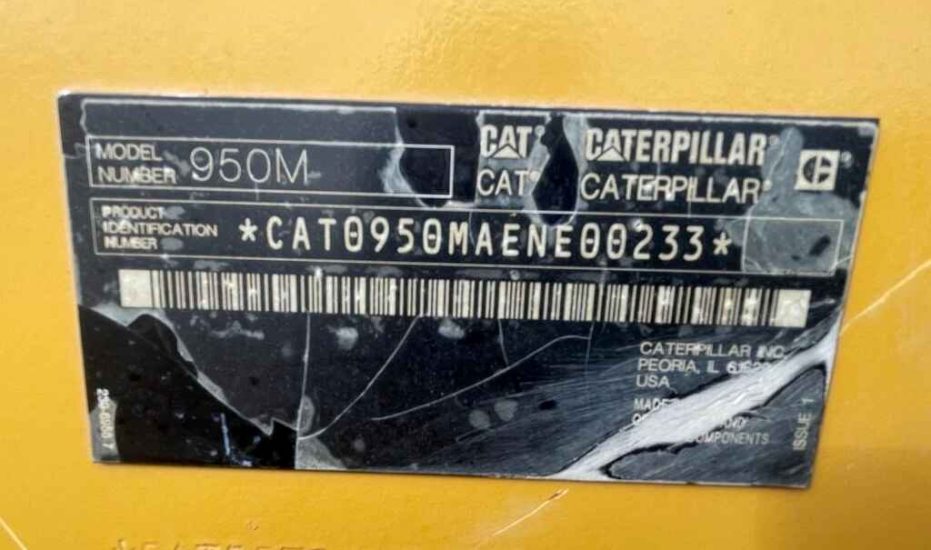 MODEL NUMBER 950M
CAT® CATERPILLAR®
CAT® CATERPILLAR®
PRODUCT IDENTIFICATION NUMBER *CAT0950MAENE00233*
CATERPILLAR INC.
PEORIA, IL
USA
MADE
COMPONENTS
ISSUE 1